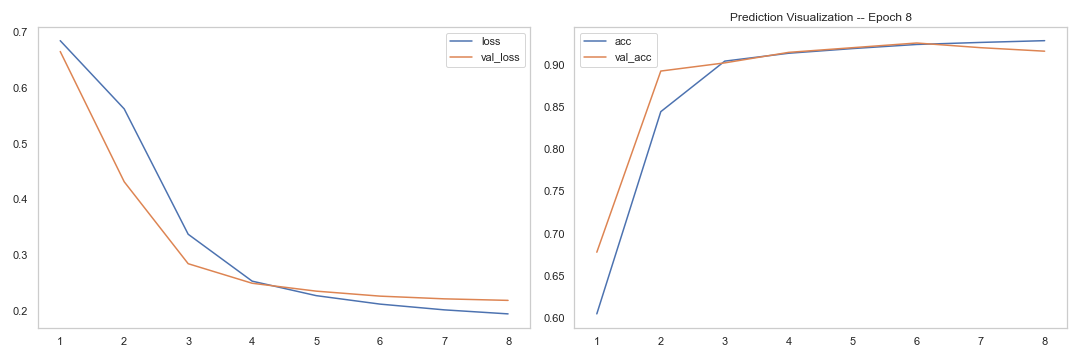 Prediction Visualization -- Epoch 8
0.7
0.6
0.5
0.4
0.3
0.2
1 2 3 4 5 6 7 8
loss
val_loss
0.90
0.85
0.80
0.75
0.70
0.65
0.60
1 2 3 4 5 6 7 8
acc
val_acc